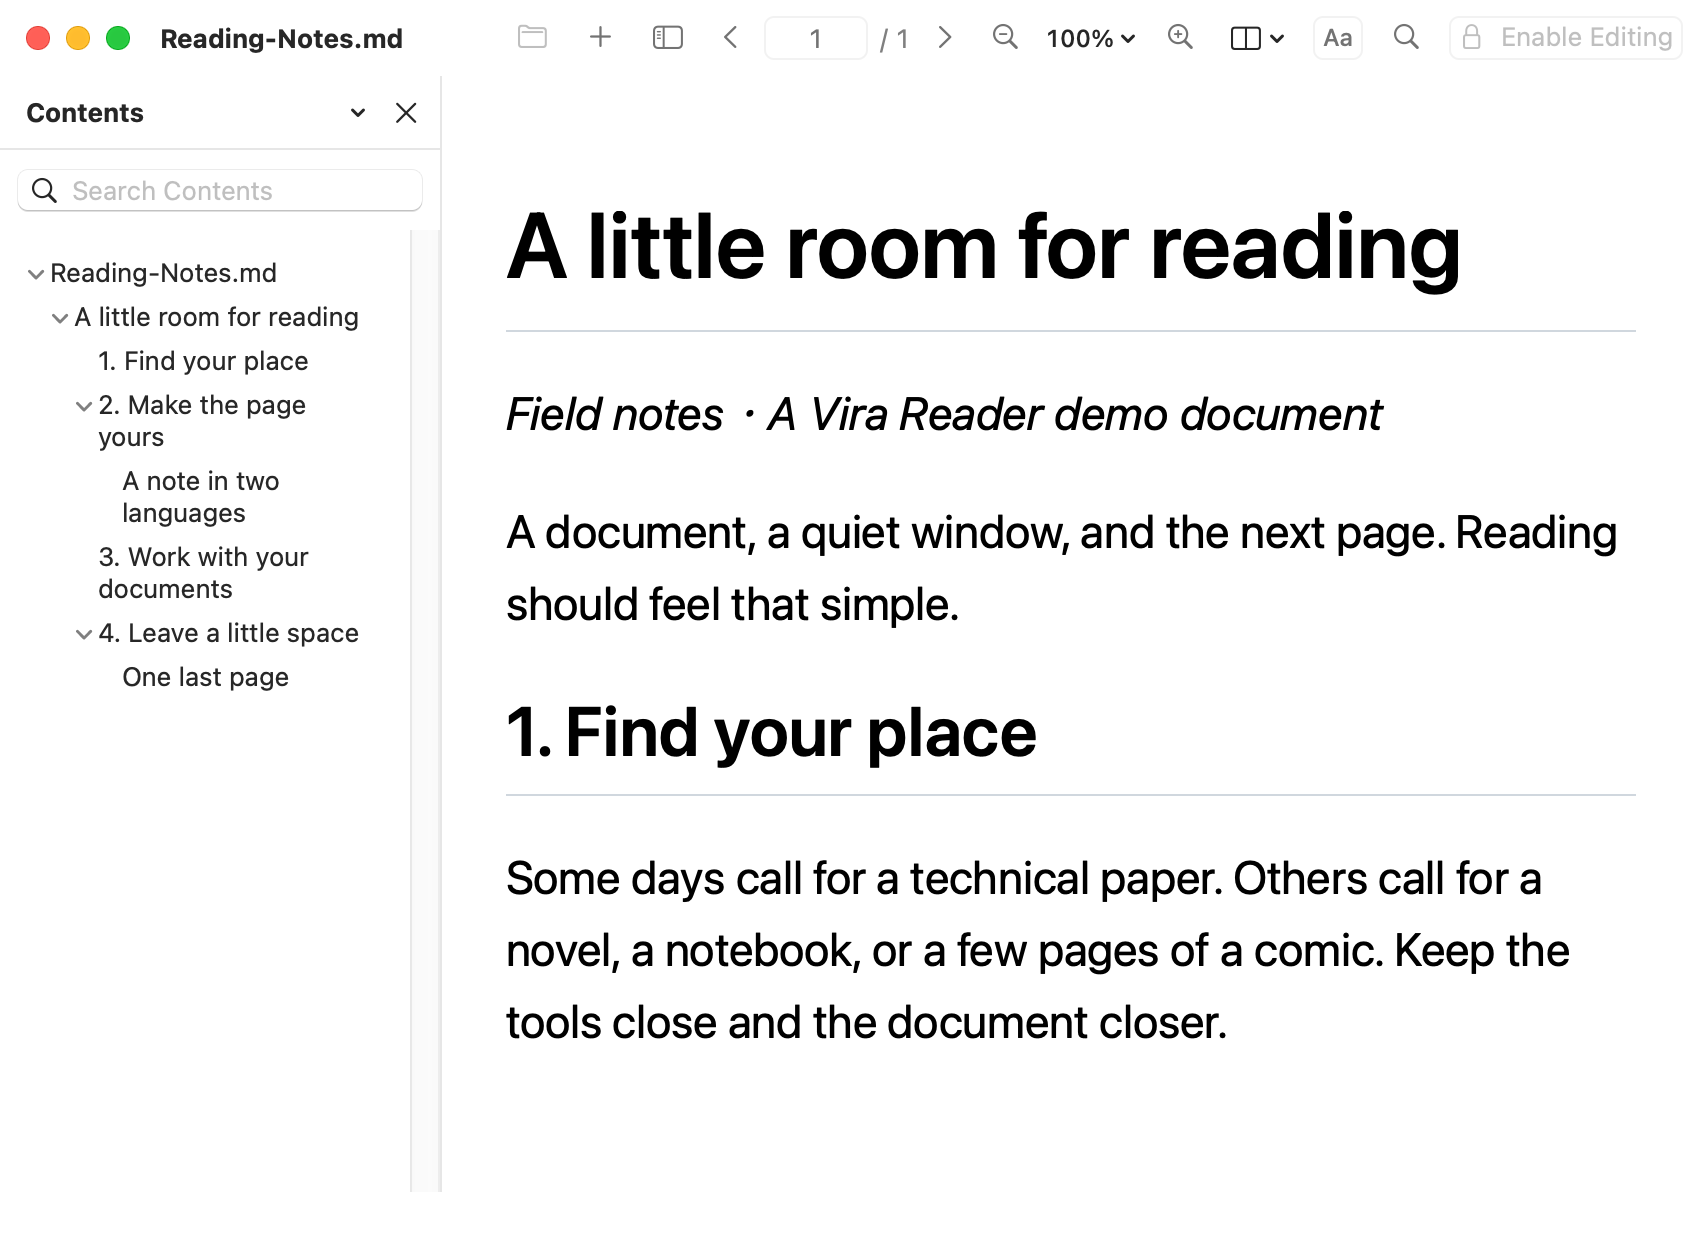 Reading-Notes.md
1
/ 1
100%
Aa
Enable Editing
Contents
Search Contents
Reading-Notes.md
A little room for reading
1. Find your place
2. Make the page
yours
A note in two
languages
3. Work with your
documents
4. Leave a little space
One last page
A little room for reading
Field notes · A Vira Reader demo document
A document, a quiet window, and the next page. Reading
should feel that simple.
1. Find your place
Some days call for a technical paper. Others call for a
novel, a notebook, or a few pages of a comic. Keep the
tools close and the document closer.